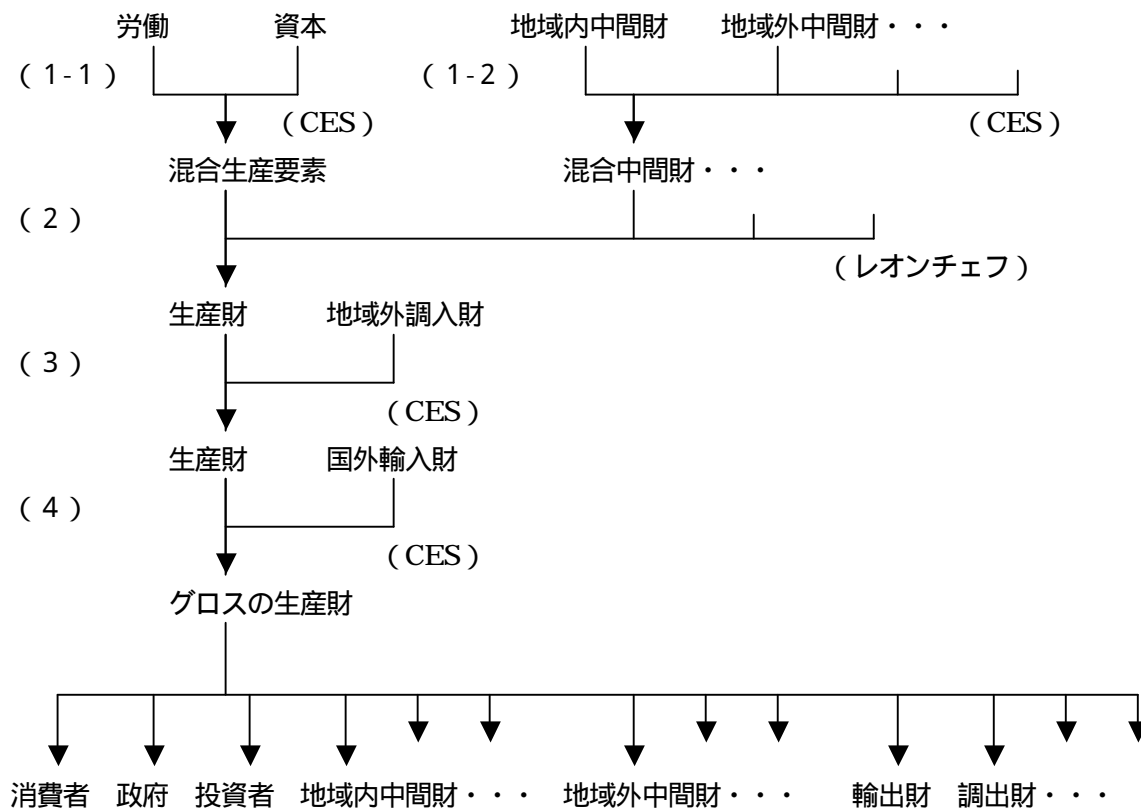 労働 資本 地域内中間財 地域外中間財・・・
(1-1) (1-2)
(CES) (CES)
混合生産要素 混合中間財・・・
(2)
(レオンチェフ)
生産財 地域外調入財
(3)
(CES)
生産財 国外輸入財
(4)
(CES)
グロスの生産財
消費者 政府 投資者 地域内中間財・・・ 地域外中間財・・・ 輸出財 調出財・・・